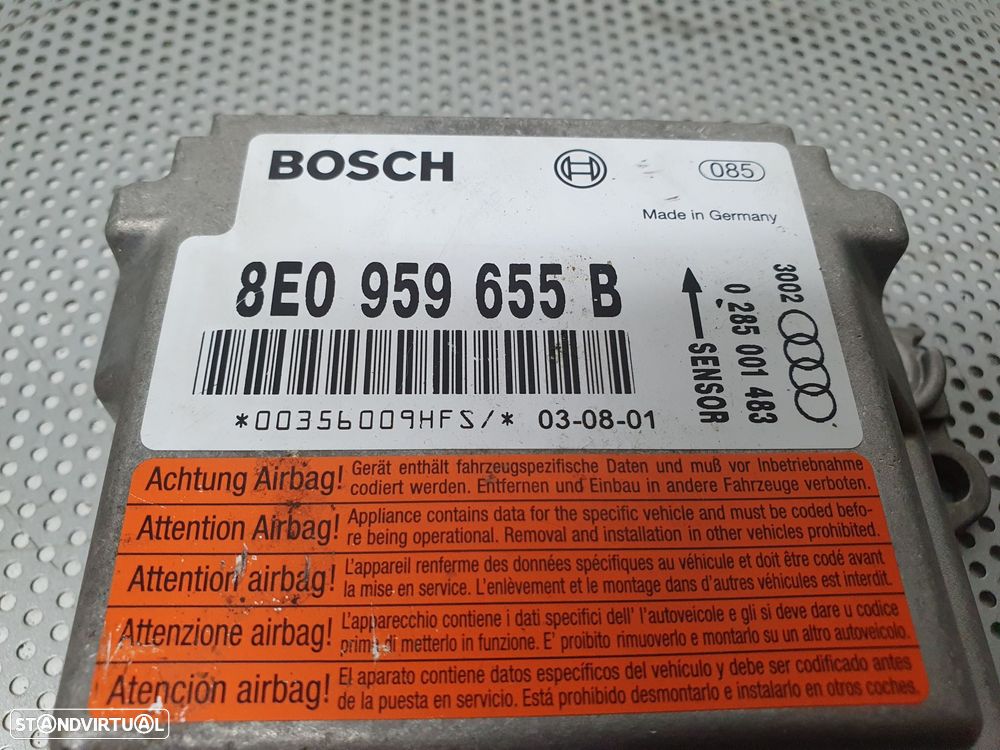 BOSCH
085
Made in Germany
8E0 959 655 B
*00356009HFS/* 03-08-01
SENSOR
0 285 001 483
3002
Achtung Airbag! Gerät enthält fahrzeugspezifische Daten und muß vor Inbetriebnahme
codiert werden. Entfernen und Einbau in andere Fahrzeuge verboten.
Attention Airbag! Appliance contains data for the specific vehicle and must be coded befo-
re being operational. Removal and installation in other vehicles prohibited.
Attention airbag! L'appareil renferme des données spécifiques au véhicule et doit être codé avant
la mise en service. L'enlèvement et le montage dans d'autres véhicules est interdit.
Attenzione airbag! L'apparecchio contiene i dati specifici dell' l'autoveicole e gli si deve dare u codice
prima di metterlo in funzione. E' proibito rimuoverlo e montarlo su un altro autoveicolo.
Atención airbag! El aparato contiene datos específicos del vehículo y debe ser codificado antes
de la puesta en servicio. Está prohibido desmontarlo e instalarlo en otros coches.
STANDVIRTUAL